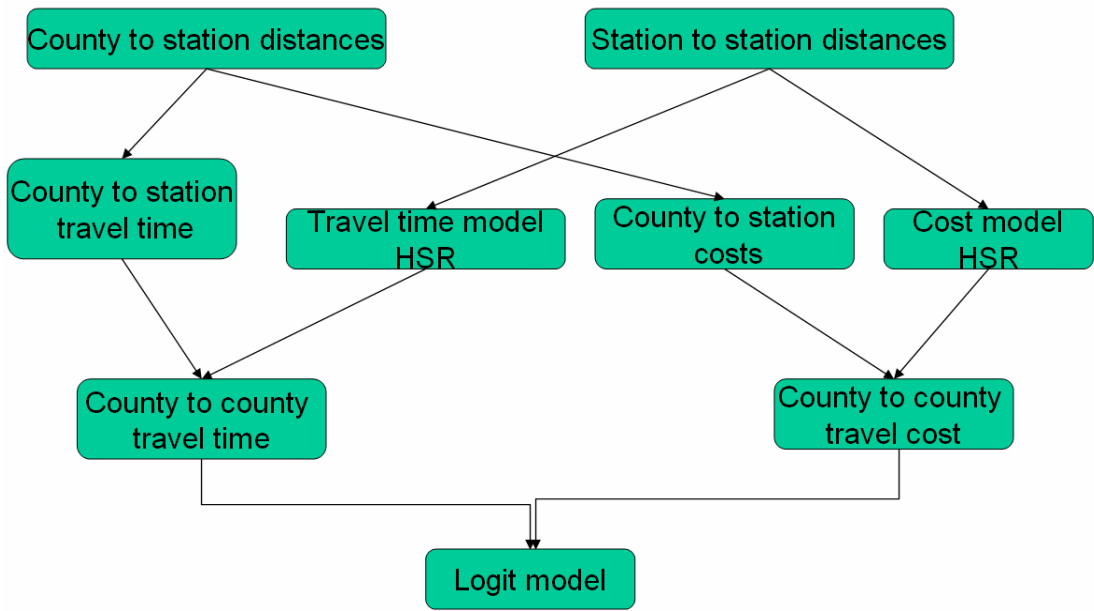 County to station distances
Station to station distances
County to station
travel time
Travel time model
HSR
County to station
costs
Cost model
HSR
County to county
travel time
County to county
travel cost
Logit model